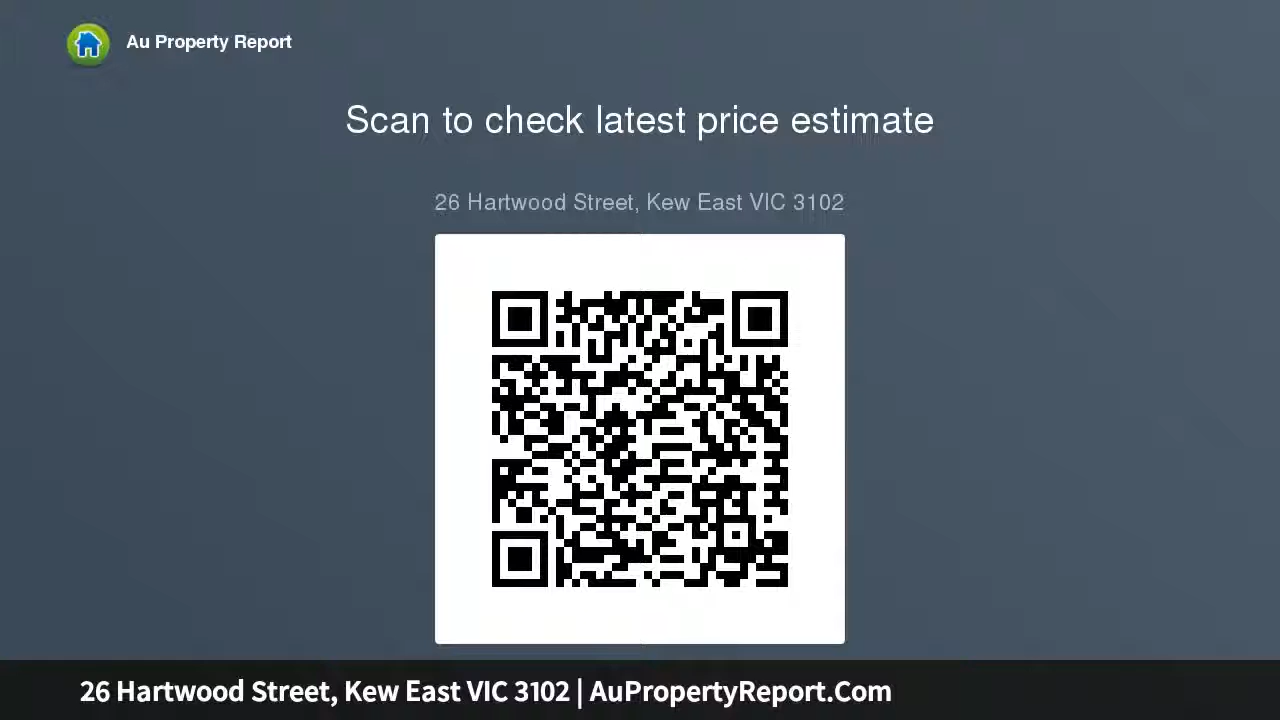 Au Property Report
Scan to check latest price estimate
26 Hartwood Street, Kew East VIC 3102
26 Hartwood Street, Kew East VIC 3102 | AuPropertyReport.Com